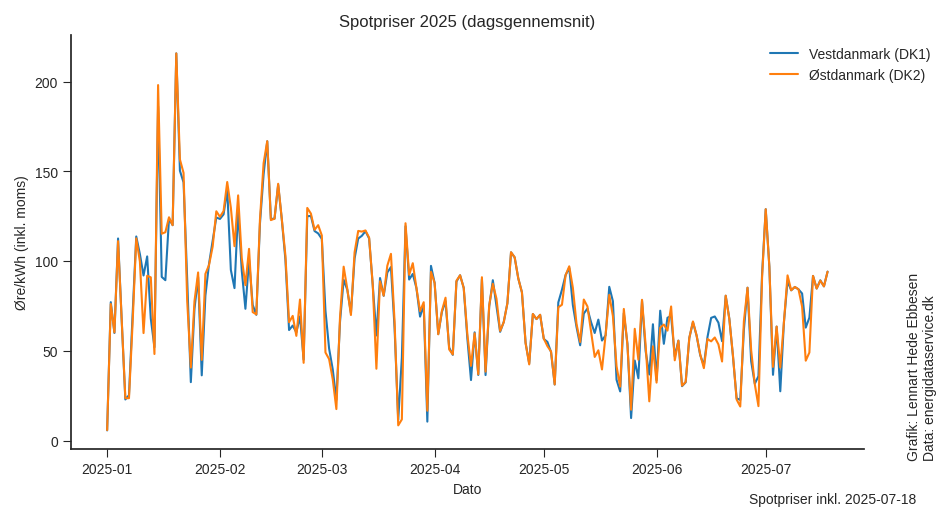 Spotpriser 2025 (dagsgennemsnit)
Vestdanmark (DK1)
Østdanmark (DK2)
Øre/kWh (inkl. moms)
200
150
100
50
0
2025-01
2025-02
2025-03
2025-04
2025-05
2025-06
2025-07
Dato
Grafik: Lennart Hede Ebbesen
Data: energidataservice.dk
Spotpriser inkl. 2025-07-18